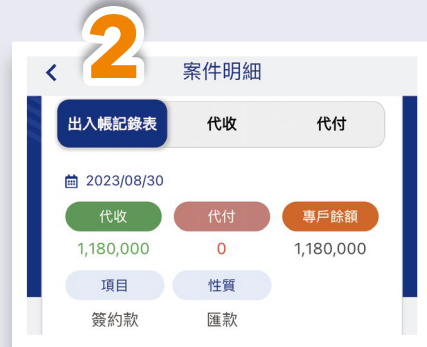 2
案件明細
出入帳記錄表 代收 代付
2023/08/30
代收 代付 專戶餘額
1,180,000 0 1,180,000
項目 性質
簽約款 匯款